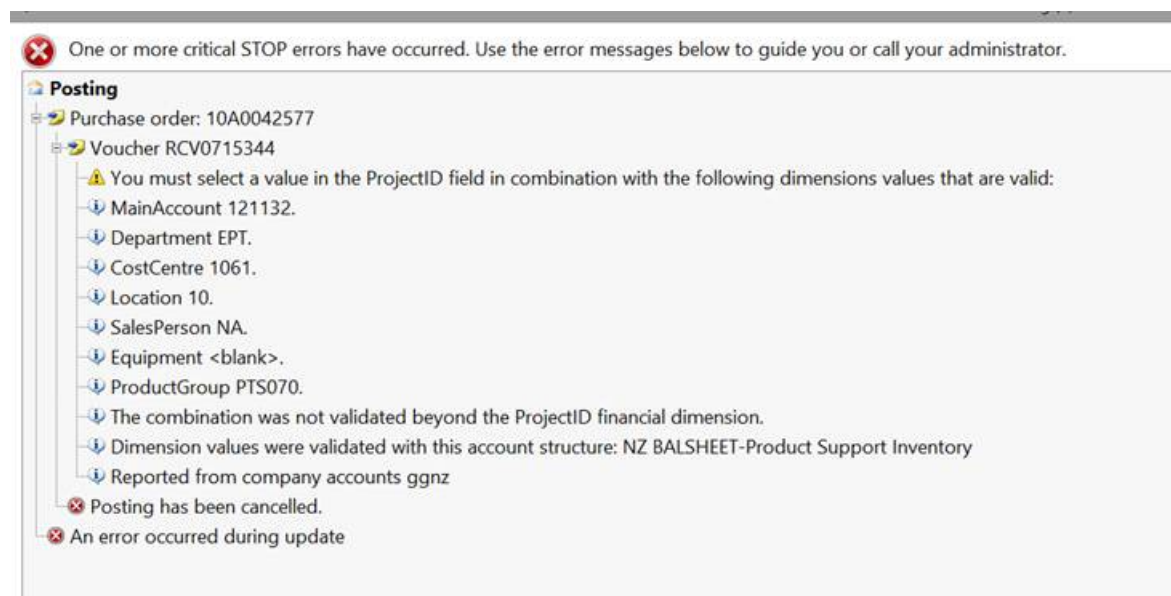 One or more critical STOP errors have occurred. Use the error messages below to guide you or call your administrator.
Posting
Purchase order: 10A0042577
Voucher RCV0715344
You must select a value in the ProjectID field in combination with the following dimensions values that are valid:
MainAccount 121132.
Department EPT.
CostCentre 1061.
Location 10.
SalesPerson NA.
Equipment <blank>.
ProductGroup PTS070.
The combination was not validated beyond the ProjectID financial dimension.
Dimension values were validated with this account structure: NZ BALSHEET-Product Support Inventory
Reported from company accounts ggnz
Posting has been cancelled.
An error occurred during update